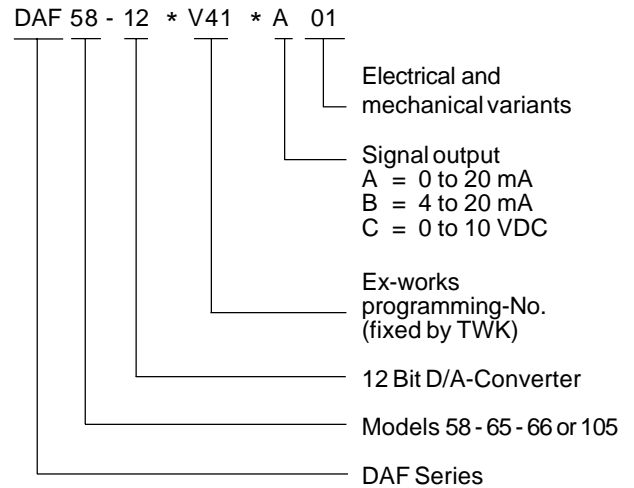 DAF 58 - 12 * V41 * A 01
Electrical and
mechanical variants
Signal output
A = 0 to 20 mA
B = 4 to 20 mA
C = 0 to 10 VDC
Ex-works
programming-No.
(fixed by TWK)
12 Bit D/A-Converter
Models 58 - 65 - 66 or 105
DAF Series